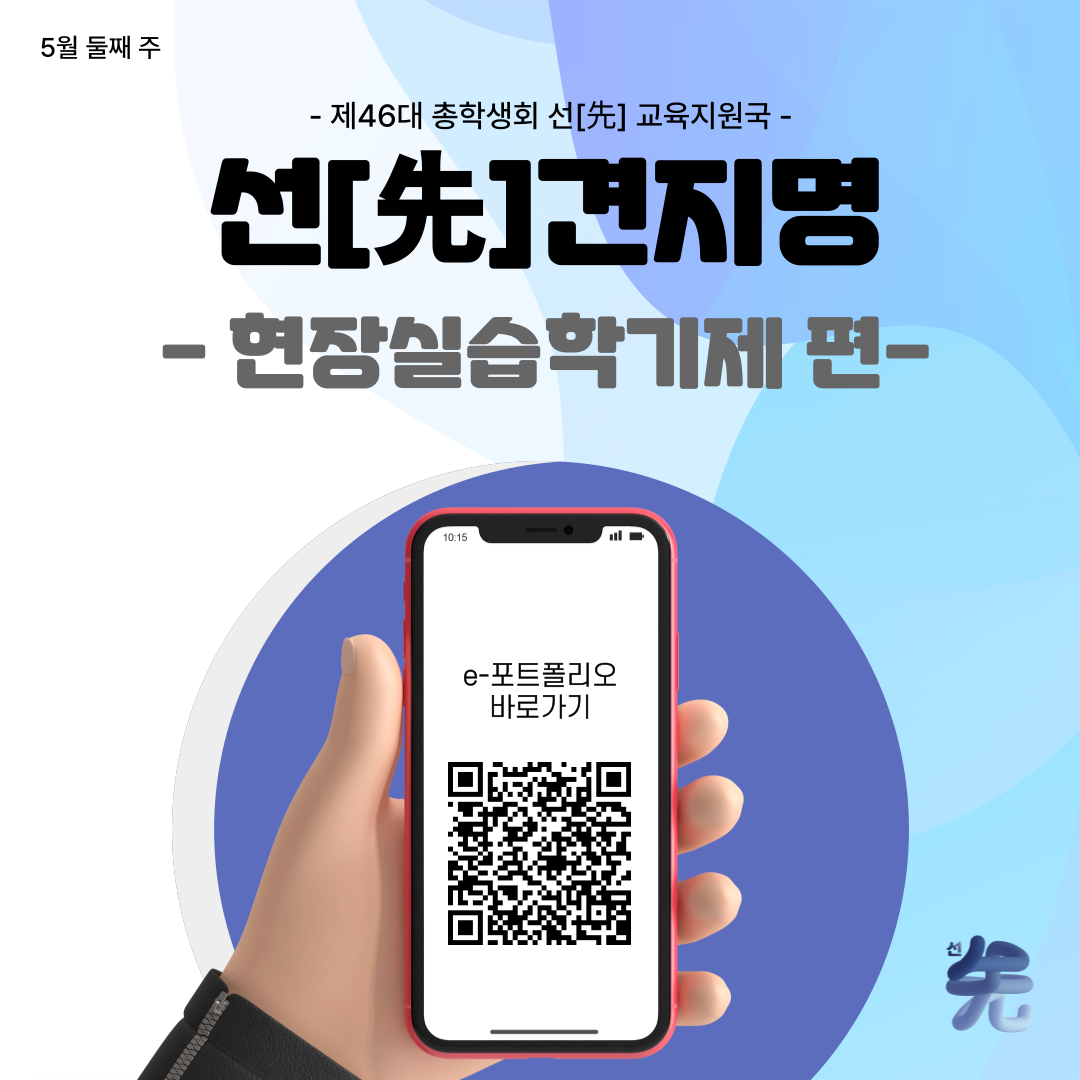 5월 둘째 주
- 제46대 총학생회 선[先] 교육지원국 -
선[先]견지명
- 현장실습학기제 편-
10:15
e-포트폴리오
바로가기
선
先